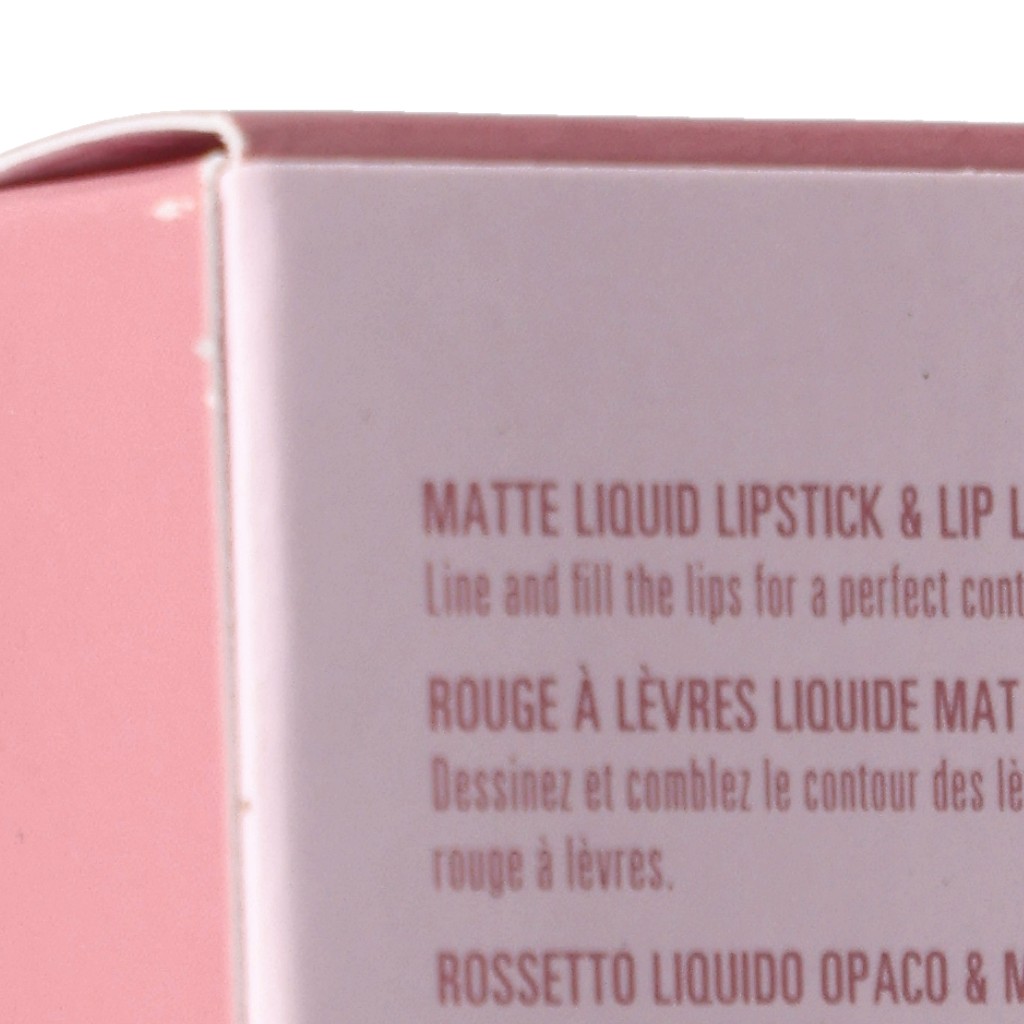 MATTE LIQUID LIPSTICK & LIP
Line and fill the lips for a perfect
ROUGE À LÈVRES LIQUIDE MAT
Dessinez et comblez le contour des
rouge à lèvres.
ROSSETTO LIQUIDO OPACO &